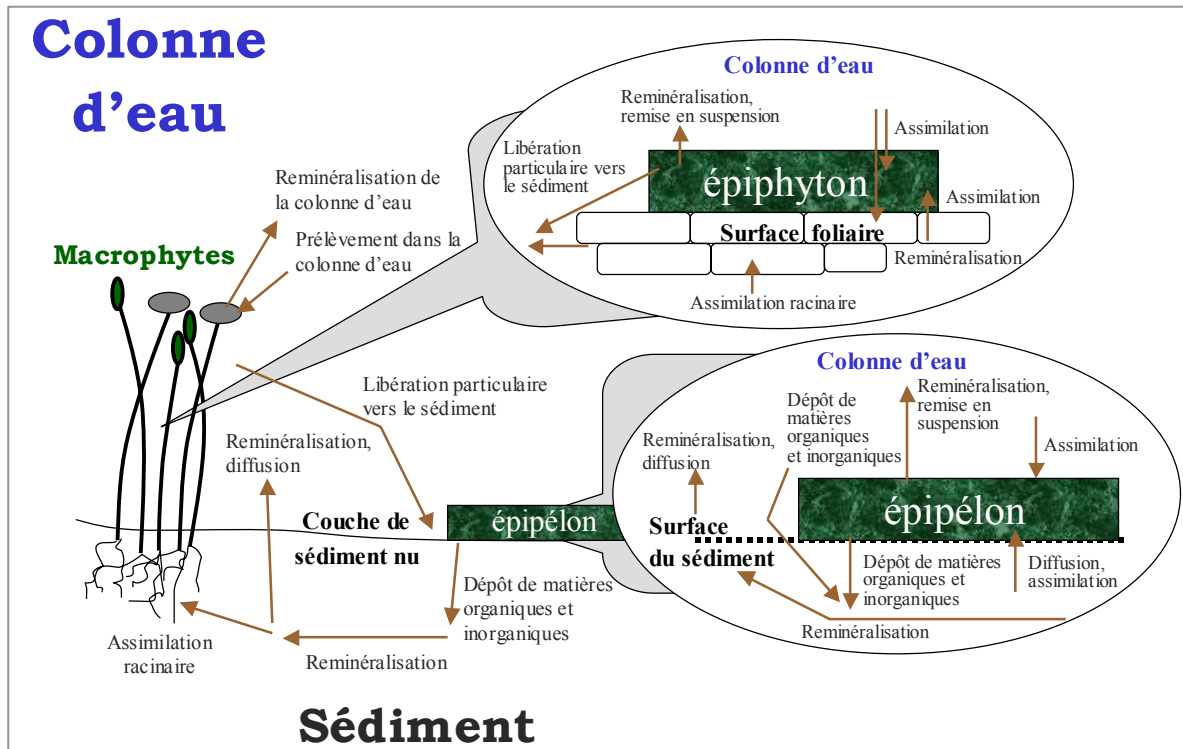 Colonne
d'eau
Reminéralisation de
la colonne d'eau
Prélèvement dans la
colonne d'eau
Macrophytes
Libération particulaire
vers le sédiment
Reminéralisation,
diffusion
Couche de
sédiment nu
épipélon
Dépôt de matières
organiques et
inorganiques
Assimilation
racinaire
Reminéralisation
Sédiment
Colonne d'eau
Reminéralisation,
remise en suspension
Assimilation
Libération
particulaire vers
le sédiment
épiphyton
Assimilation
Surface foliaire
Reminéralisation
Assimilation racinaire
Colonne d'eau
Reminéralisation,
remise en
suspension
Dépôt de
matières
organiques
et inorganiques
Reminéralisation,
diffusion
Assimilation
épipélon
Surface
du sédiment
Dépôt de matières
organiques et
inorganiques
Diffusion,
assimilation
Reminéralisation